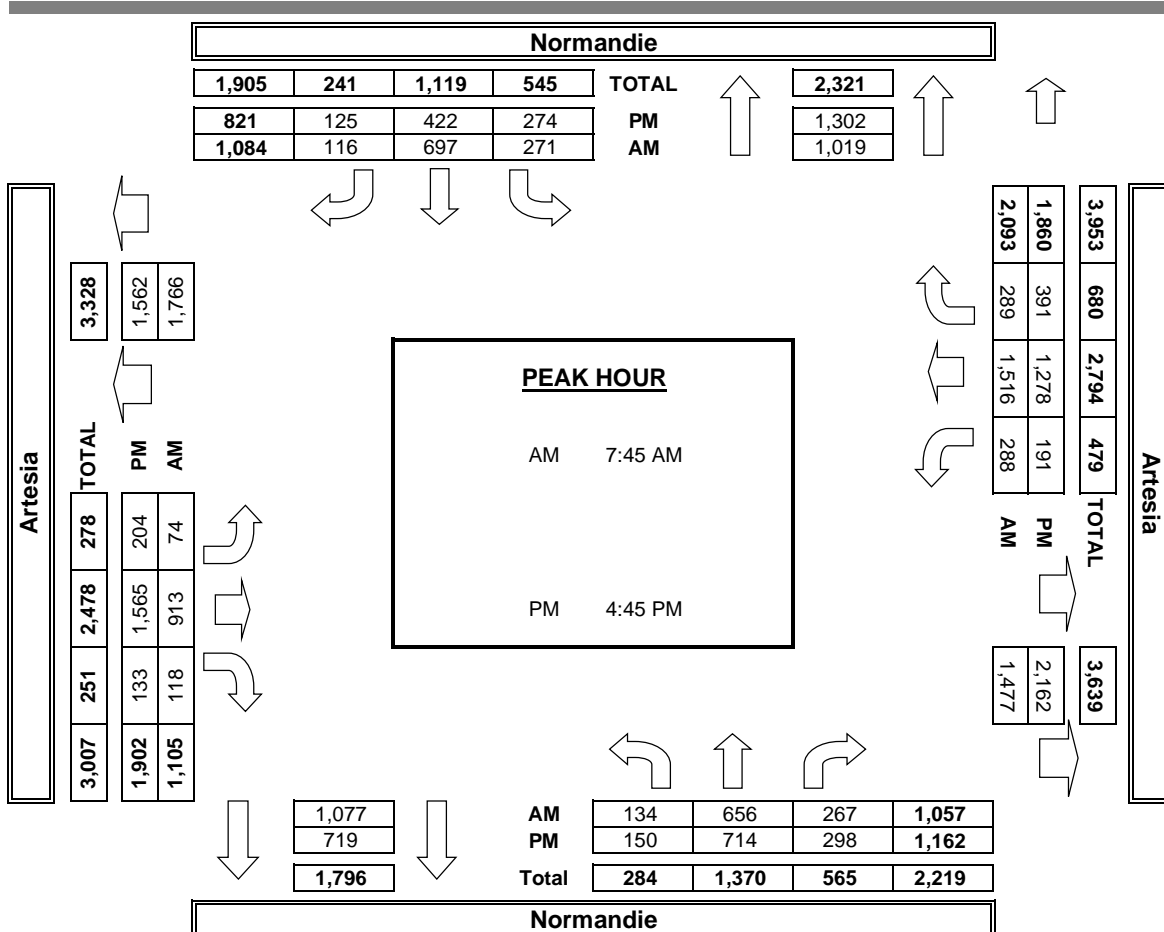 Normandie
1,905 241 1,119 545 TOTAL 2,321
821 125 422 274 PM 1,302
1,084 116 697 271 AM 1,019
Artesia
3,328
1,562
1,766
TOTAL 278 2,478 251 3,007
PM 204 1,565 133 1,902
AM 74 913 118 1,105
PEAK HOUR
AM 7:45 AM
PM 4:45 PM
3,953 680 2,794 479 TOTAL
1,860 391 1,278 191 PM
2,093 289 1,516 288 AM
3,639
2,162
1,477
Artesia
1,077 AM 134 656 267 1,057
719 PM 150 714 298 1,162
1,796 Total 284 1,370 565 2,219
Normandie